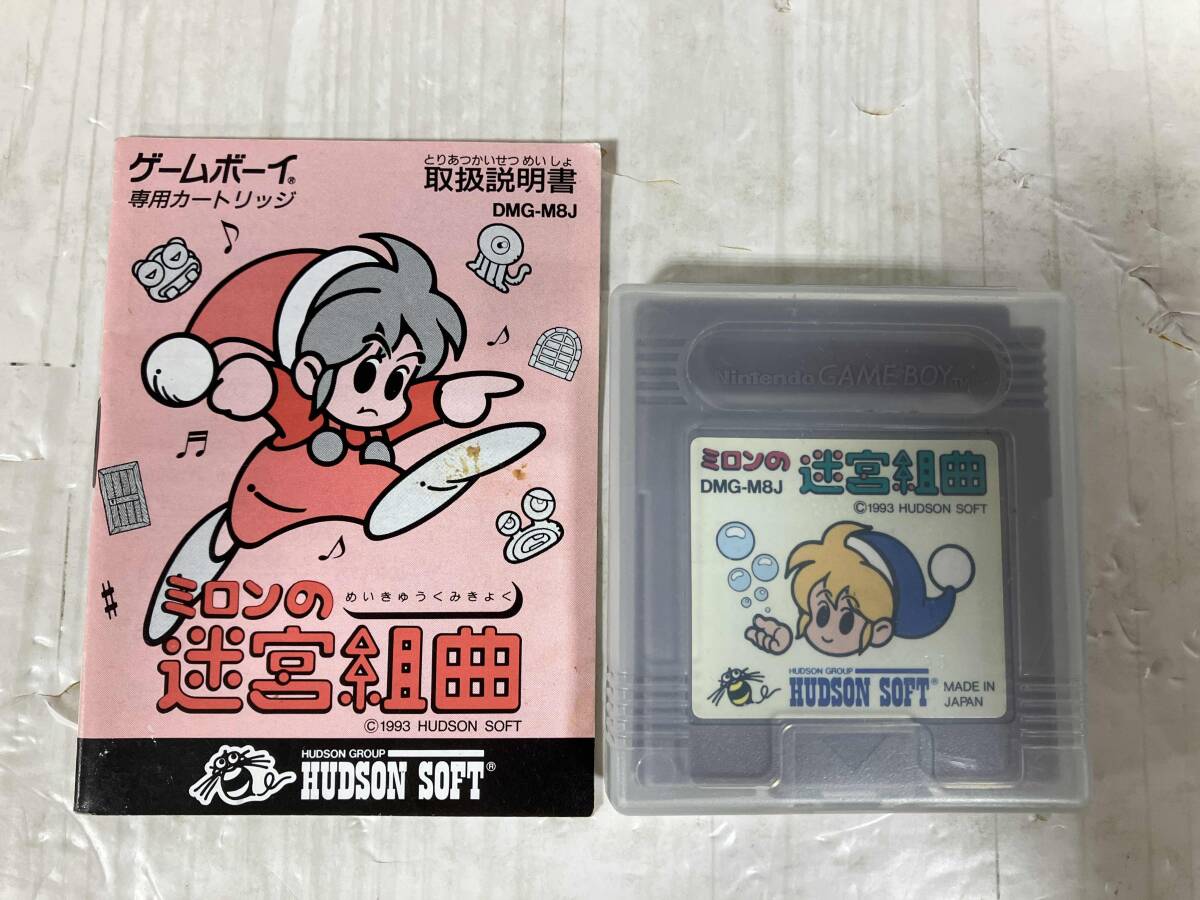 ゲームボーイ®
専用カートリッジ
とりあつかいせつめいしょ
取扱説明書
DMG-M8J
ミロンの
めいきゅうくみきょく
迷宮組曲
©1993 HUDSON SOFT
HUDSON GROUP
HUDSON SOFT®
Nintendo GAME BOY TM
ミロンの
迷宮組曲
DMG-M8J
©1993 HUDSON SOFT
HUDSON GROUP
HUDSON SOFT®
MADE IN
JAPAN